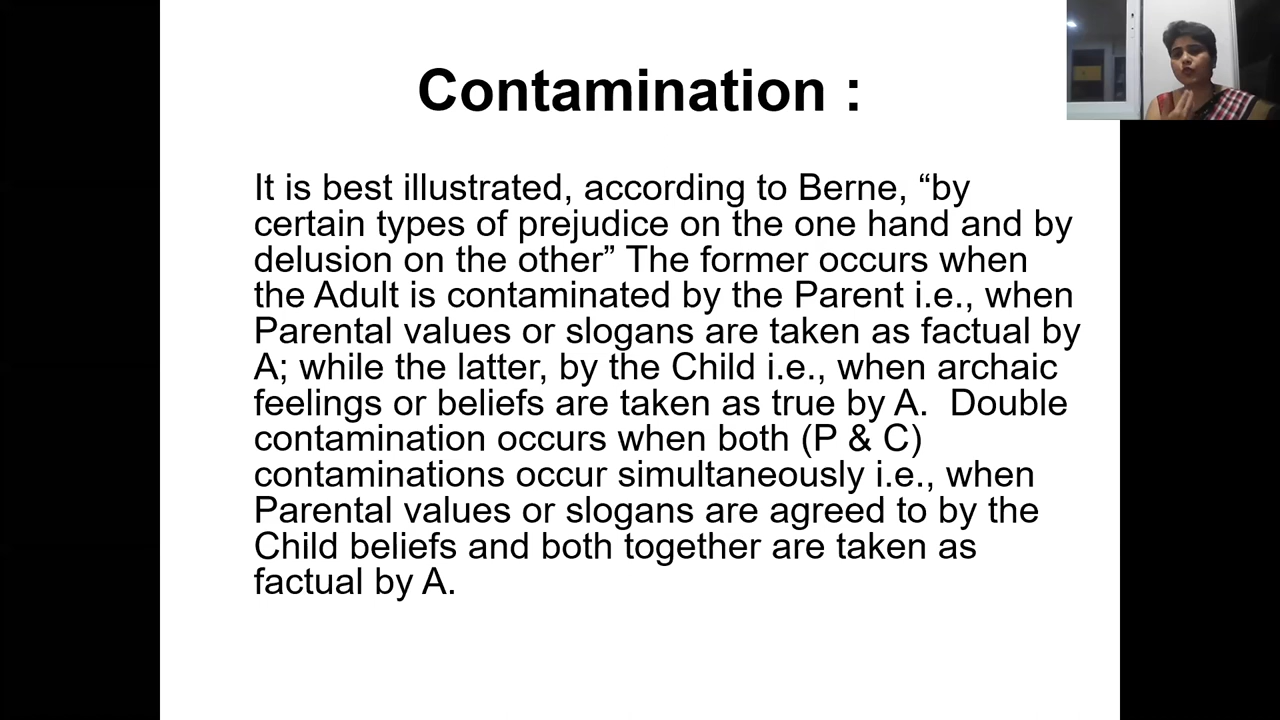 Contamination :
It is best illustrated, according to Berne, “by
certain types of prejudice on the one hand and by
delusion on the other” The former occurs when
the Adult is contaminated by the Parent i.e., when
Parental values or slogans are taken as factual by
A; while the latter, by the Child i.e., when archaic
feelings or beliefs are taken as true by A.  Double
contamination occurs when both (P & C)
contaminations occur simultaneously i.e., when
Parental values or slogans are agreed to by the
Child beliefs and both together are taken as
factual by A.